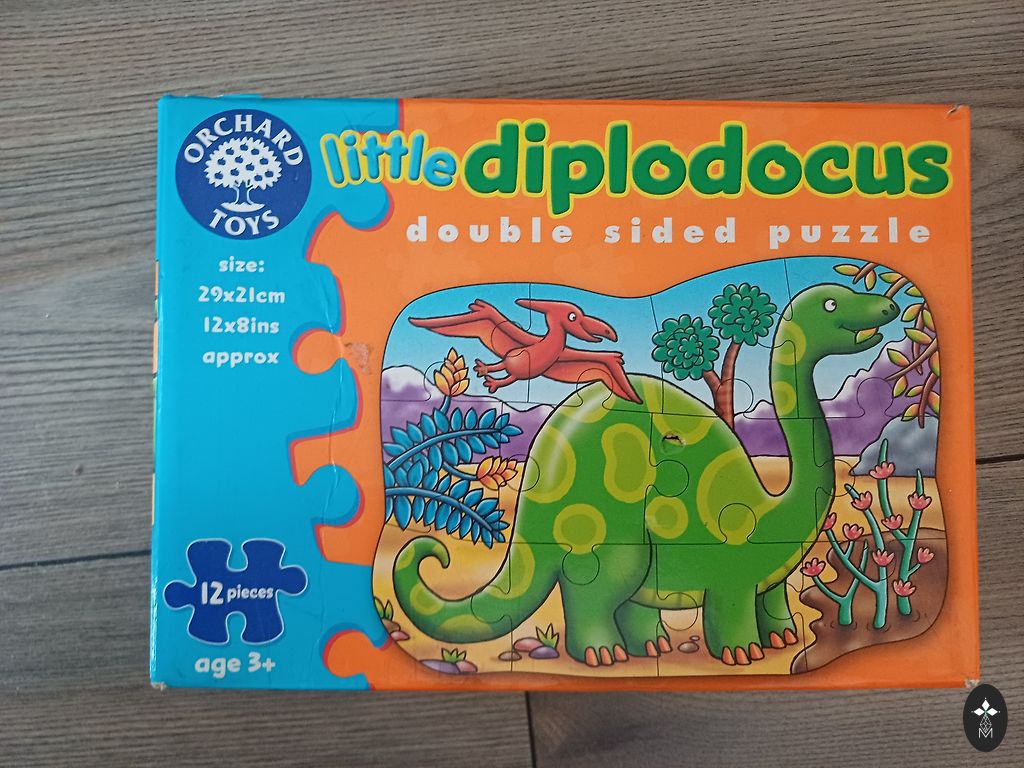 ORCHARD
TOYS
little diplodocus
double sided puzzle
size:
29x21cm
12x8ins
approx
12 pieces
age 3+
M